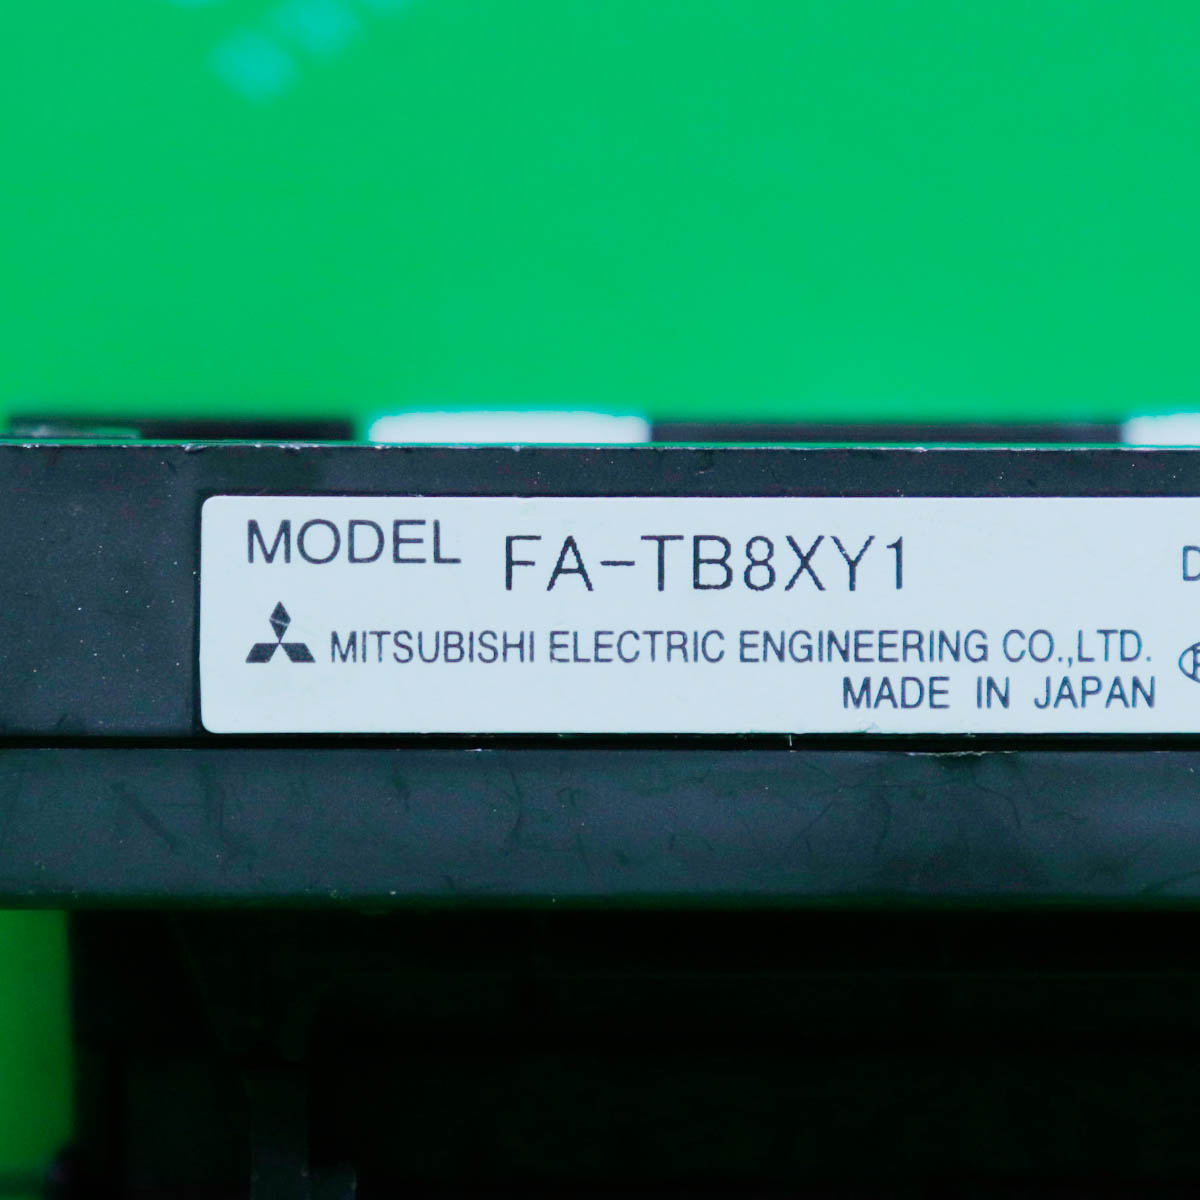 MODEL FA-TB8XY1
MITSUBISHI ELECTRIC ENGINEERING CO.,LTD.
MADE IN JAPAN